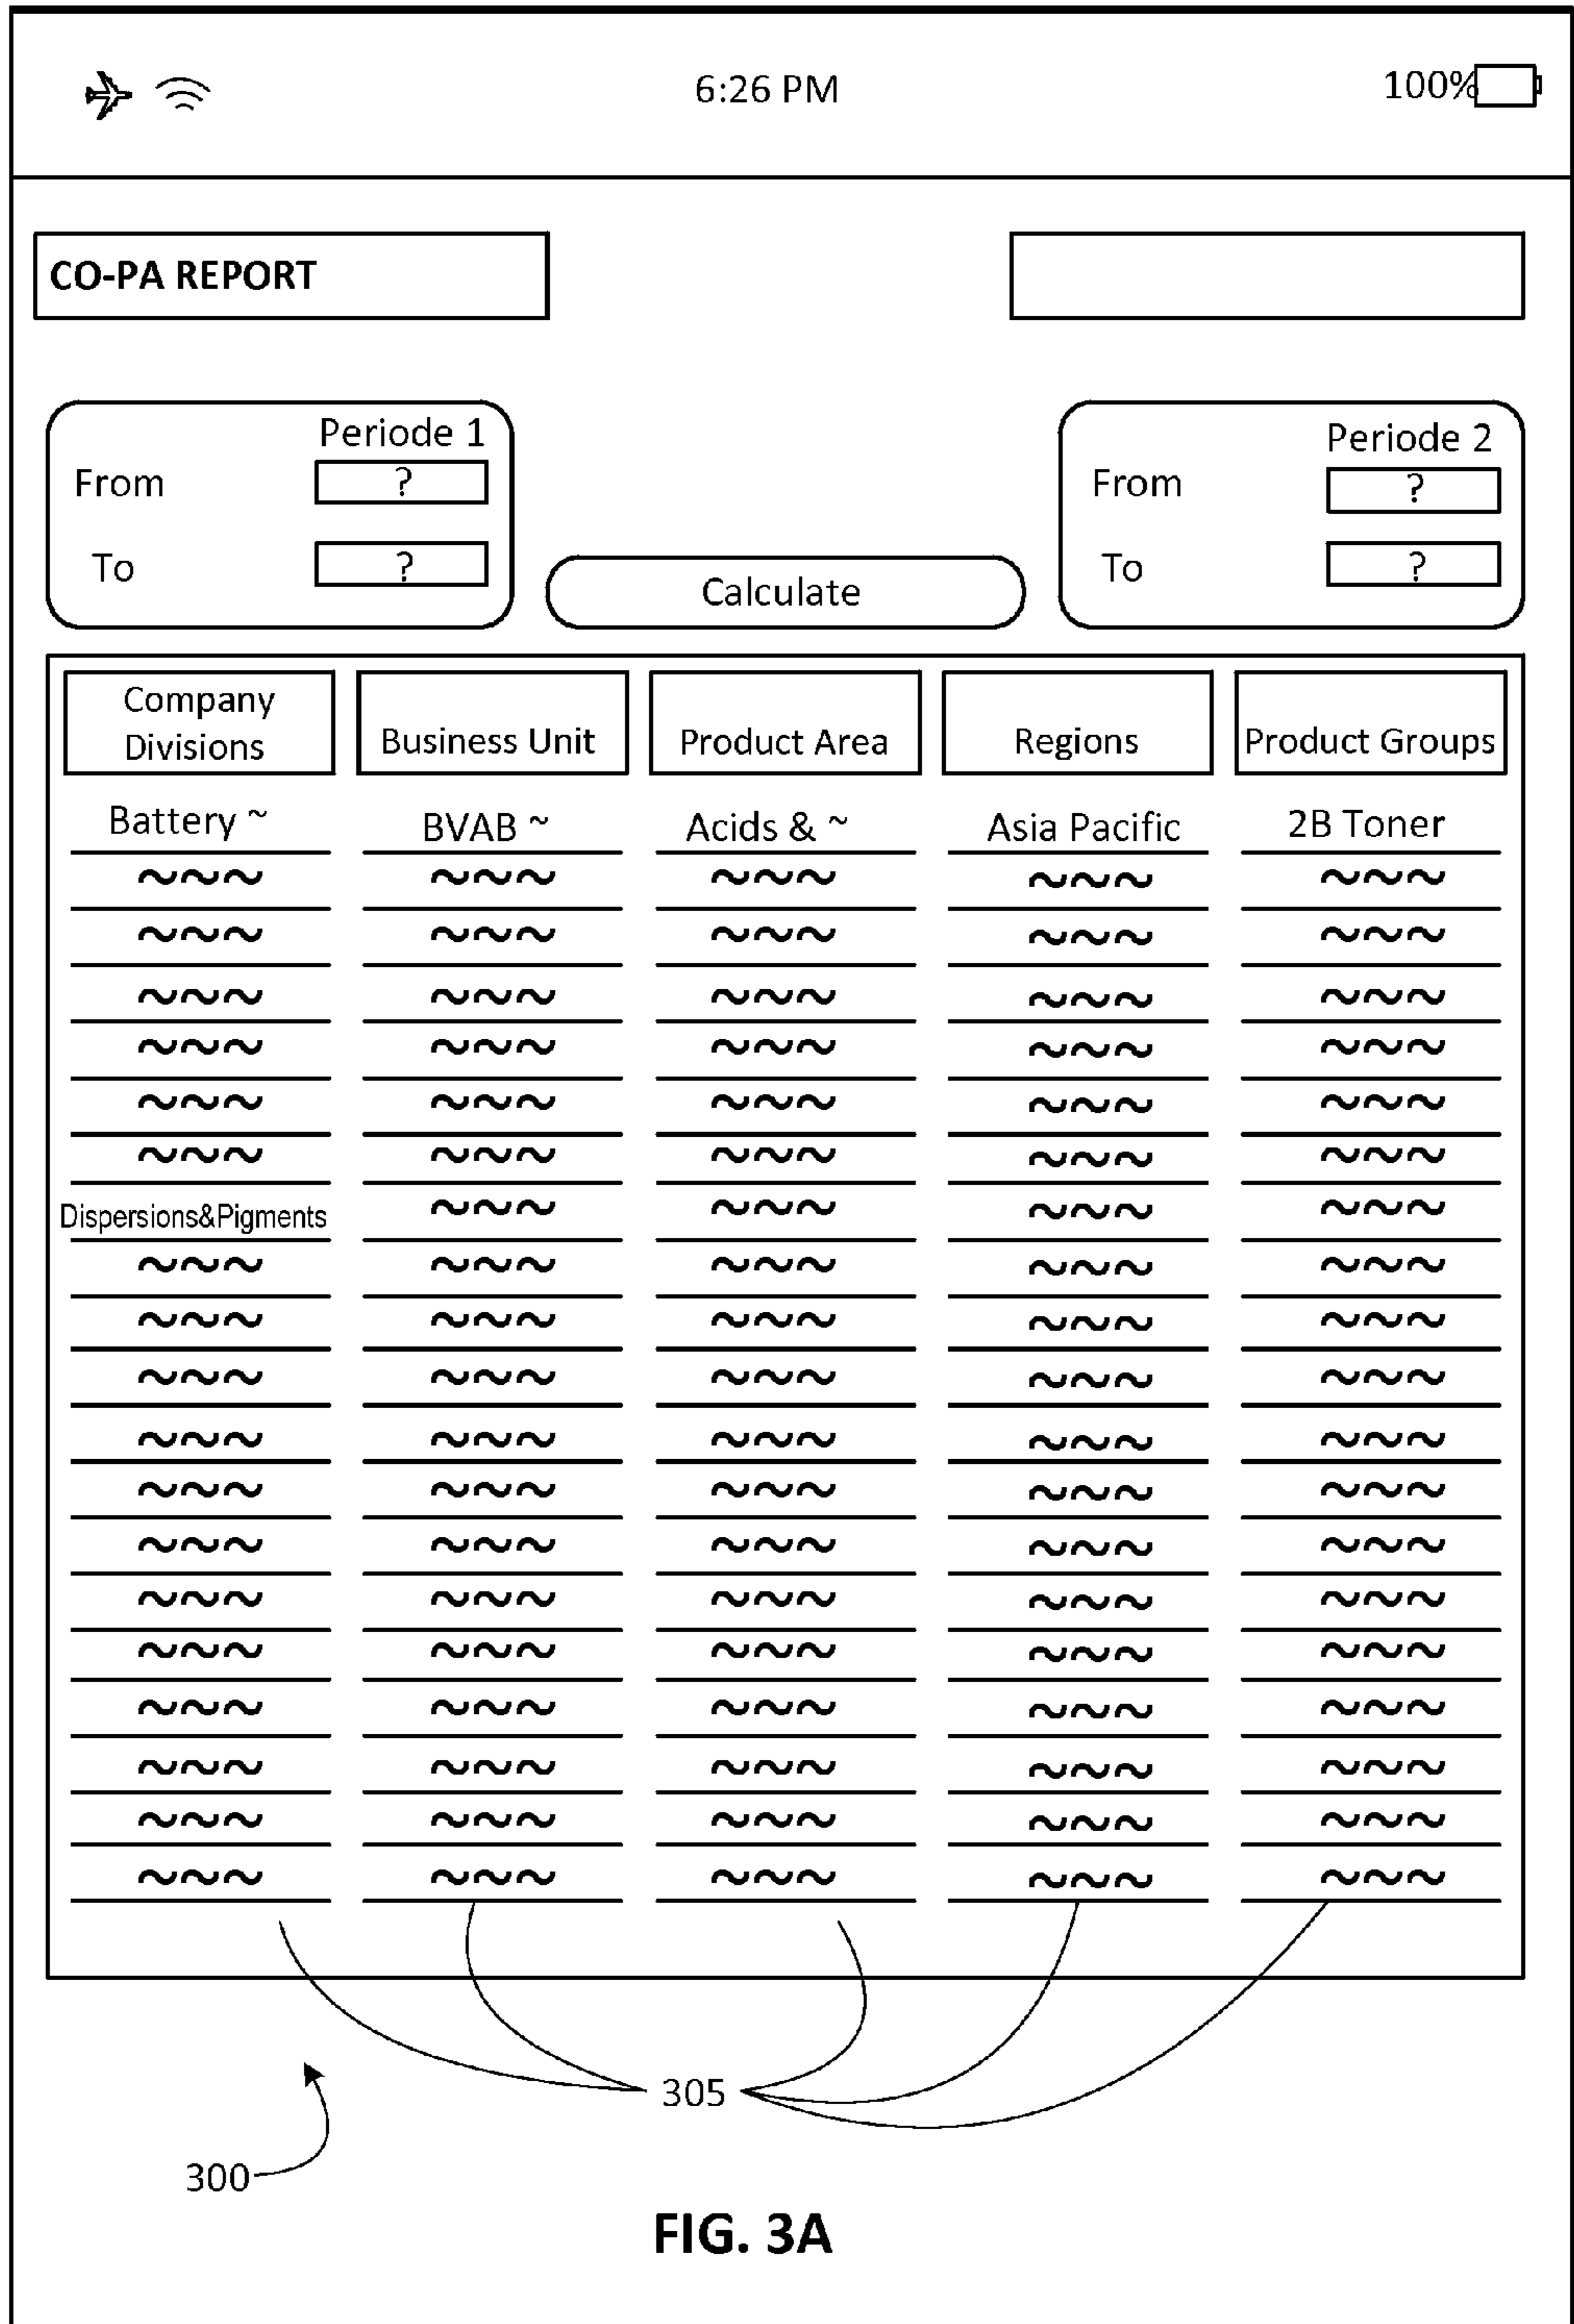 6:26 PM
100%
CO-PA REPORT
Periode 1
From ?
To ?
Calculate
Periode 2
From ?
To ?
Company
Divisions
Business Unit
Product Area
Regions
Product Groups
Battery ~
BVAB ~
Acids & ~
Asia Pacific
2B Toner
Dispersions&Pigments
305
300
FIG. 3A